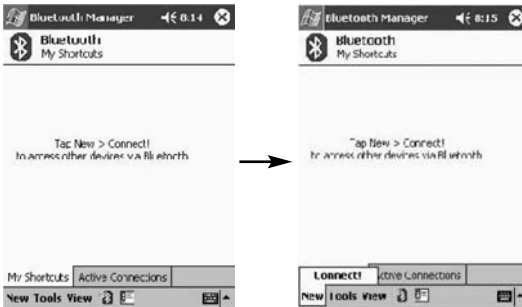 Bluetooth Manager 8:14
Bluetooth
My Shortcuts
Tap New > Connect!
to access other devices via Bluetooth
My Shortcuts Active Connections
New Tools View
Bluetooth Manager 8:15
Bluetooth
My Shortcuts
Tap New > Connect!
to access other devices via Bluetooth
Connect! Active Connections
New Tools View